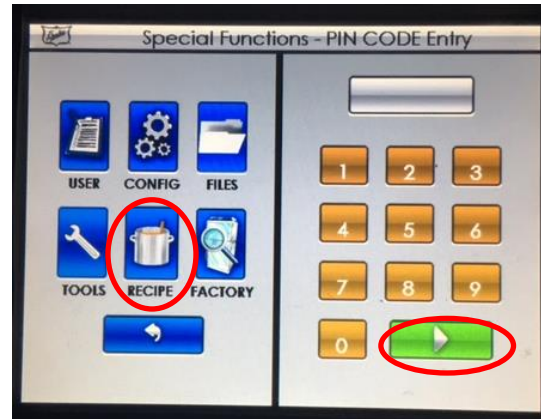 Special Functions - PIN CODE Entry
USER CONFIG FILES
TOOLS RECIPE FACTORY
1 2 3
4 5 6
7 8 9
0